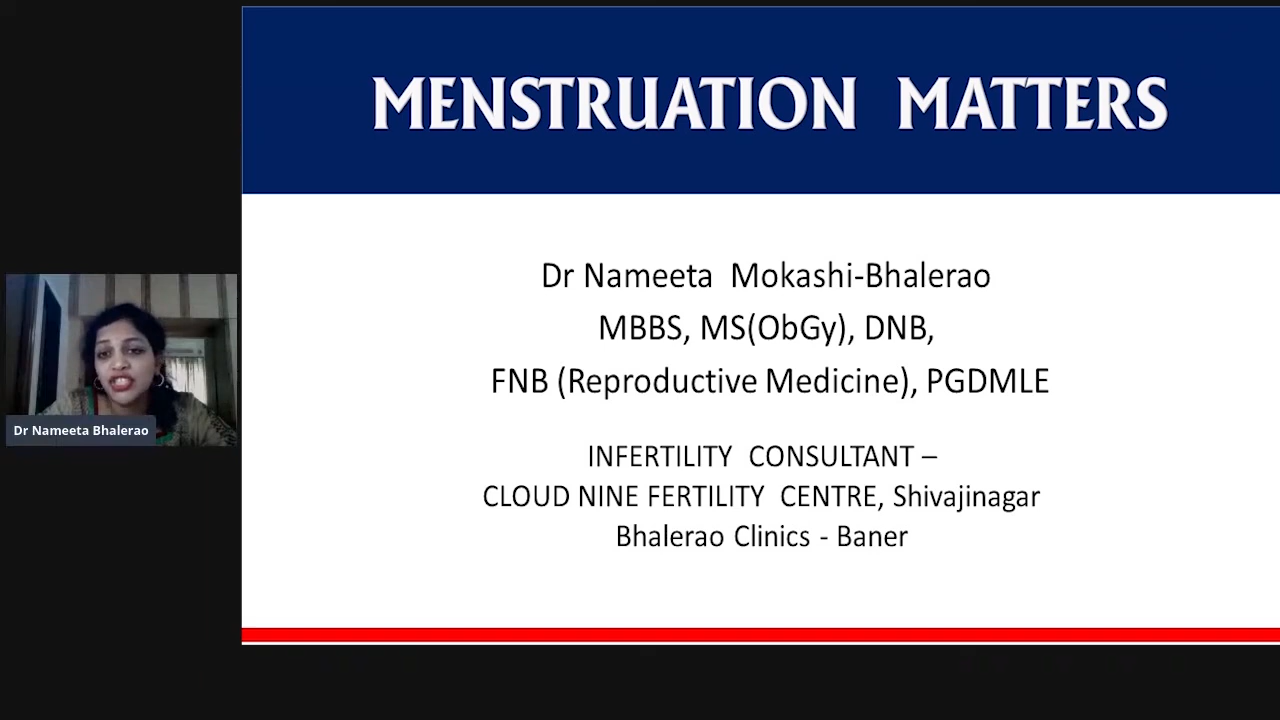 MENSTRUATION MATTERS
Dr Nameeta Mokashi-Bhalerao
MBBS, MS(ObGy), DNB,
FNB (Reproductive Medicine), PGDMLE
INFERTILITY CONSULTANT –
CLOUD NINE FERTILITY CENTRE, Shivajinagar
Bhalerao Clinics - Baner
Dr Nameeta Bhalerao